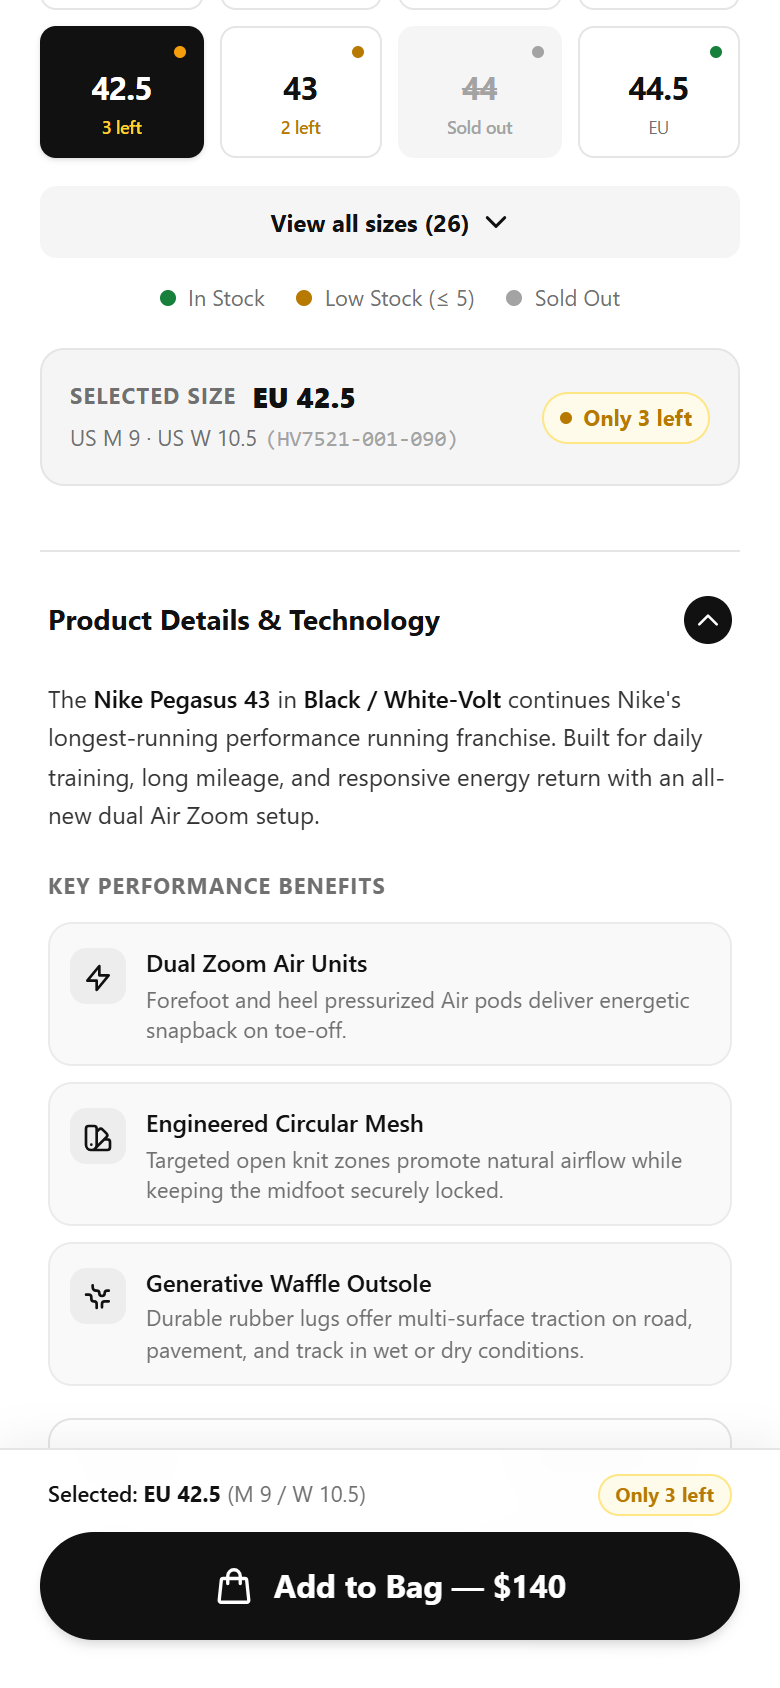 42.5
3 left
43
2 left
44
Sold out
44.5
EU
View all sizes (26)
In Stock
Low Stock (≤ 5)
Sold Out
SELECTED SIZE EU 42.5
US M 9 · US W 10.5 (HV7521-001-090)
Only 3 left
Product Details & Technology
The Nike Pegasus 43 in Black / White-Volt continues Nike's
longest-running performance running franchise. Built for daily
training, long mileage, and responsive energy return with an all-
new dual Air Zoom setup.
KEY PERFORMANCE BENEFITS
Dual Zoom Air Units
Forefoot and heel pressurized Air pods deliver energetic
snapback on toe-off.
Engineered Circular Mesh
Targeted open knit zones promote natural airflow while
keeping the midfoot securely locked.
Generative Waffle Outsole
Durable rubber lugs offer multi-surface traction on road,
pavement, and track in wet or dry conditions.
Selected: EU 42.5 (M 9 / W 10.5)
Only 3 left
Add to Bag — $140